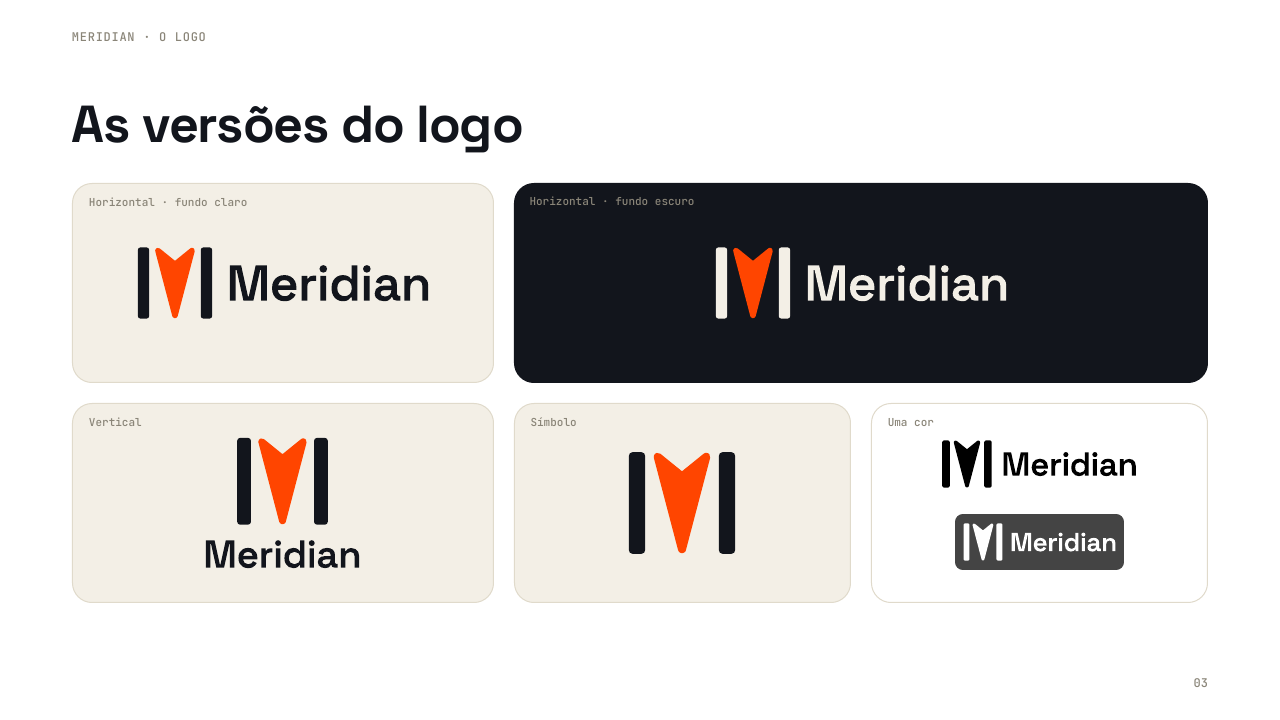 MERIDIAN · O LOGO
As versões do logo
Horizontal · fundo claro
Meridian
Horizontal · fundo escuro
Meridian
Vertical
Meridian
Símbolo
Uma cor
Meridian
Meridian
03